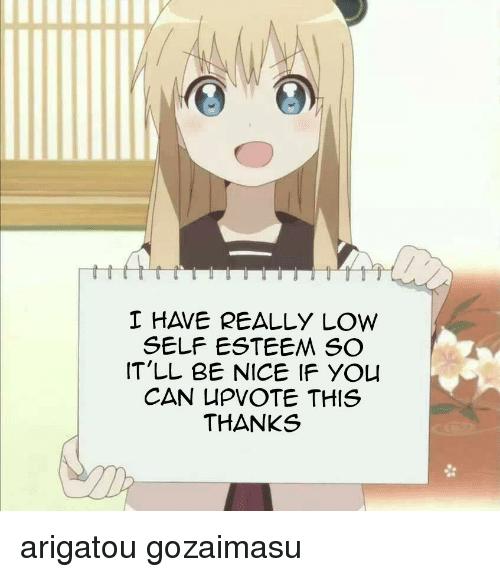 I HAVE REALLY LOW
SELF ESTEEM SO
IT'LL BE NICE IF YOU
CAN UPVOTE THIS
THANKS
arigatou gozaimasu